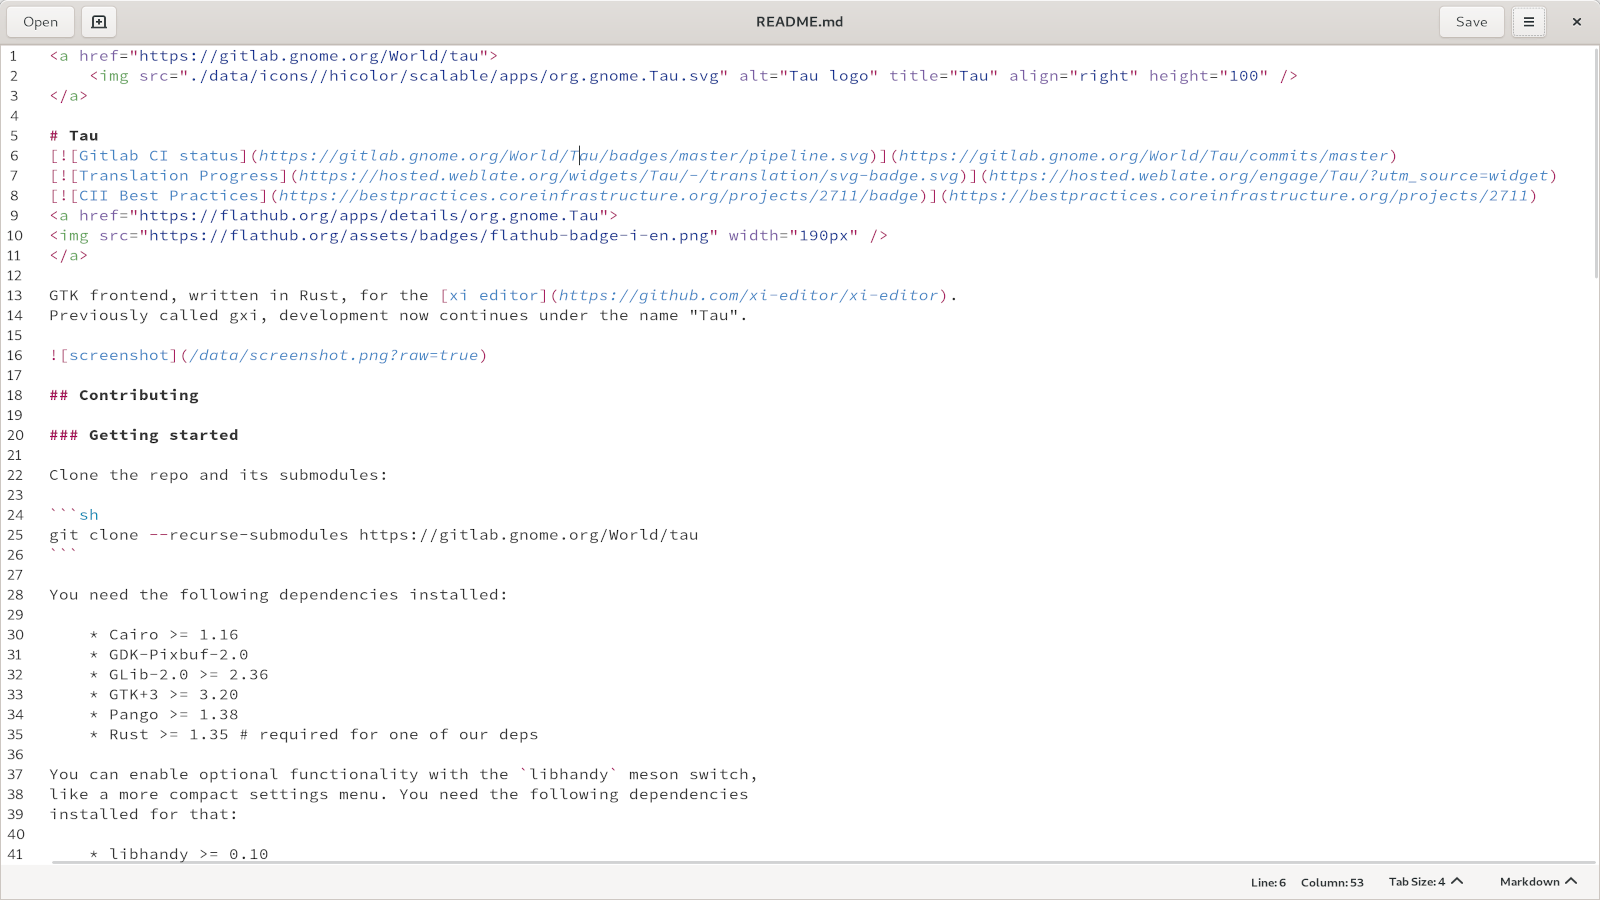 Open
README.md
Save
1 <a href="https://gitlab.gnome.org/World/tau">
2     <img src="./data/icons//hicolor/scalable/apps/org.gnome.Tau.svg" alt="Tau logo" title="Tau" align="right" height="100" />
3 </a>
4
5 # Tau
6 [![Gitlab CI status](https://gitlab.gnome.org/World/Tau/badges/master/pipeline.svg)](https://gitlab.gnome.org/World/Tau/commits/master)
7 [![Translation Progress](https://hosted.weblate.org/widgets/Tau/-/translation/svg-badge.svg)](https://hosted.weblate.org/engage/Tau/?utm_source=widget)
8 [![CII Best Practices](https://bestpractices.coreinfrastructure.org/projects/2711/badge)](https://bestpractices.coreinfrastructure.org/projects/2711)
9 <a href="https://flathub.org/apps/details/org.gnome.Tau">
10 <img src="https://flathub.org/assets/badges/flathub-badge-i-en.png" width="190px" />
11 </a>
12
13 GTK frontend, written in Rust, for the [xi editor](https://github.com/xi-editor/xi-editor).
14 Previously called gxi, development now continues under the name "Tau".
15
16 ![screenshot](/data/screenshot.png?raw=true)
17
18 ## Contributing
19
20 ### Getting started
21
22 Clone the repo and its submodules:
23
24 ```sh
25 git clone --recurse-submodules https://gitlab.gnome.org/World/tau
26 ```
27
28 You need the following dependencies installed:
29
30     * Cairo >= 1.16
31     * GDK-Pixbuf-2.0
32     * GLib-2.0 >= 2.36
33     * GTK+3 >= 3.20
34     * Pango >= 1.38
35     * Rust >= 1.35 # required for one of our deps
36
37 You can enable optional functionality with the `libhandy` meson switch,
38 like a more compact settings menu. You need the following dependencies
39 installed for that:
40
41     * libhandy >= 0.10
Line: 6 Column: 53 Tab Size: 4 Markdown